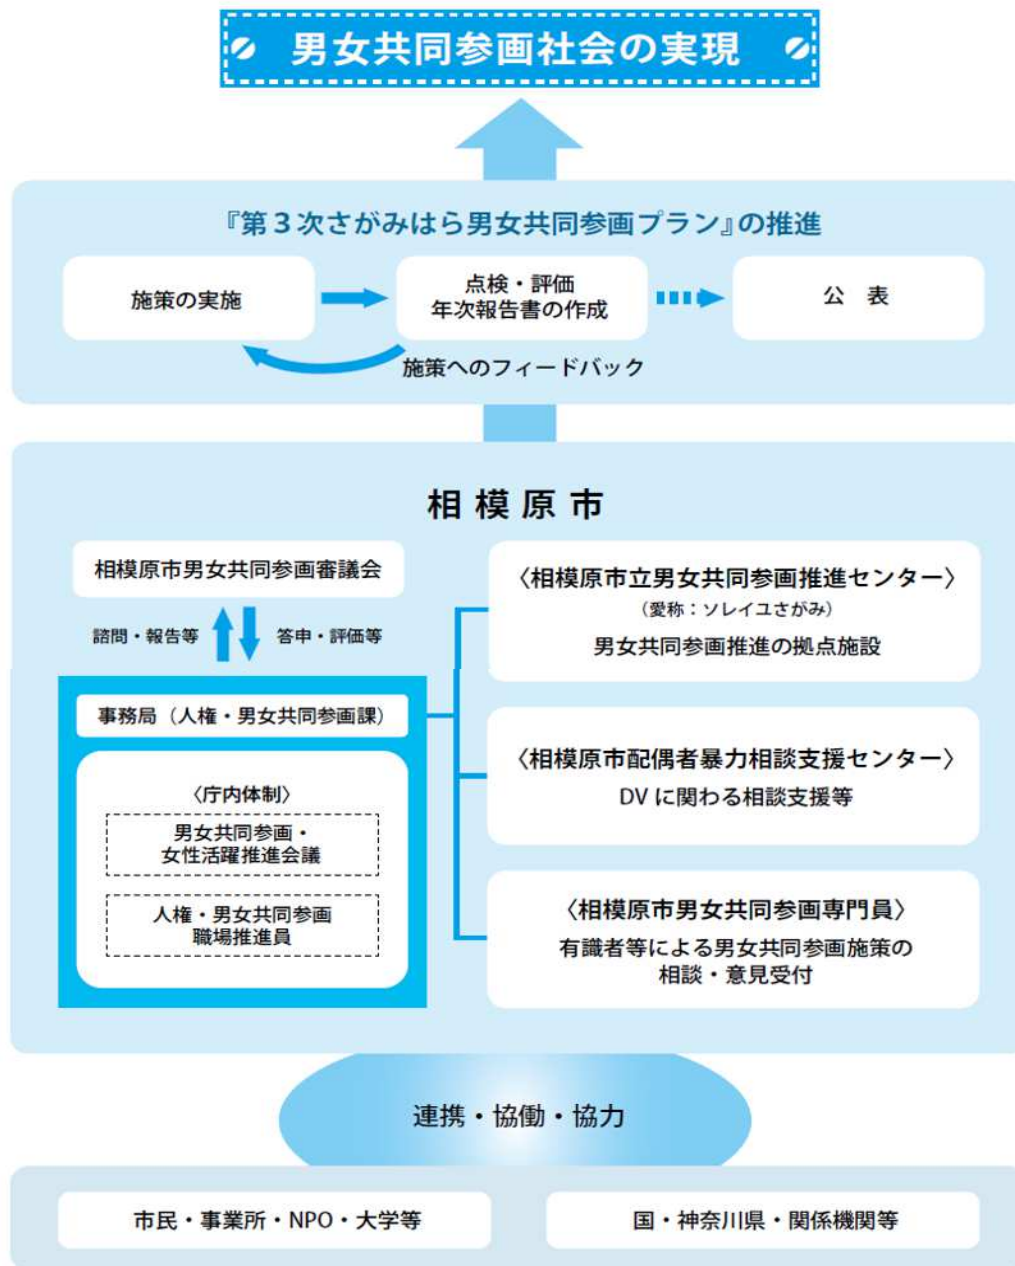 男女共同参画社会の実現
『第３次さがみはら男女共同参画プラン』の推進
施策の実施
点検・評価
年次報告書の作成
公　表
施策へのフィードバック
相模原市
相模原市男女共同参画審議会
諮問・報告等
答申・評価等
事務局（人権・男女共同参画課）
〈庁内体制〉
男女共同参画・
女性活躍推進会議
人権・男女共同参画
職場推進員
〈相模原市立男女共同参画推進センター〉
（愛称：ソレイユさがみ）
男女共同参画推進の拠点施設
〈相模原市配偶者暴力相談支援センター〉
DV に関わる相談支援等
〈相模原市男女共同参画専門員〉
有識者等による男女共同参画施策の
相談・意見受付
連携・協働・協力
市民・事業所・NPO・大学等
国・神奈川県・関係機関等